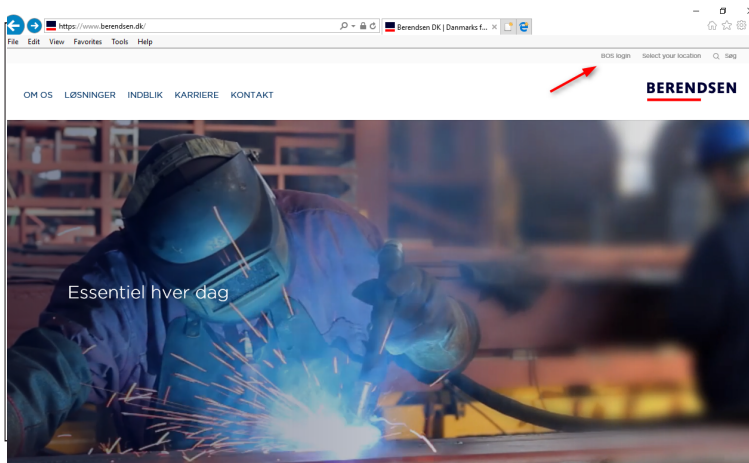 https://www.berendsen.dk/
Berendsen DK | Danmarks f...
File Edit View Favorites Tools Help
BOS login Select your location Søg
OM OS LØSNINGER INDBLIK KARRIERE KONTAKT
BERENDSEN
Essentiel hver dag